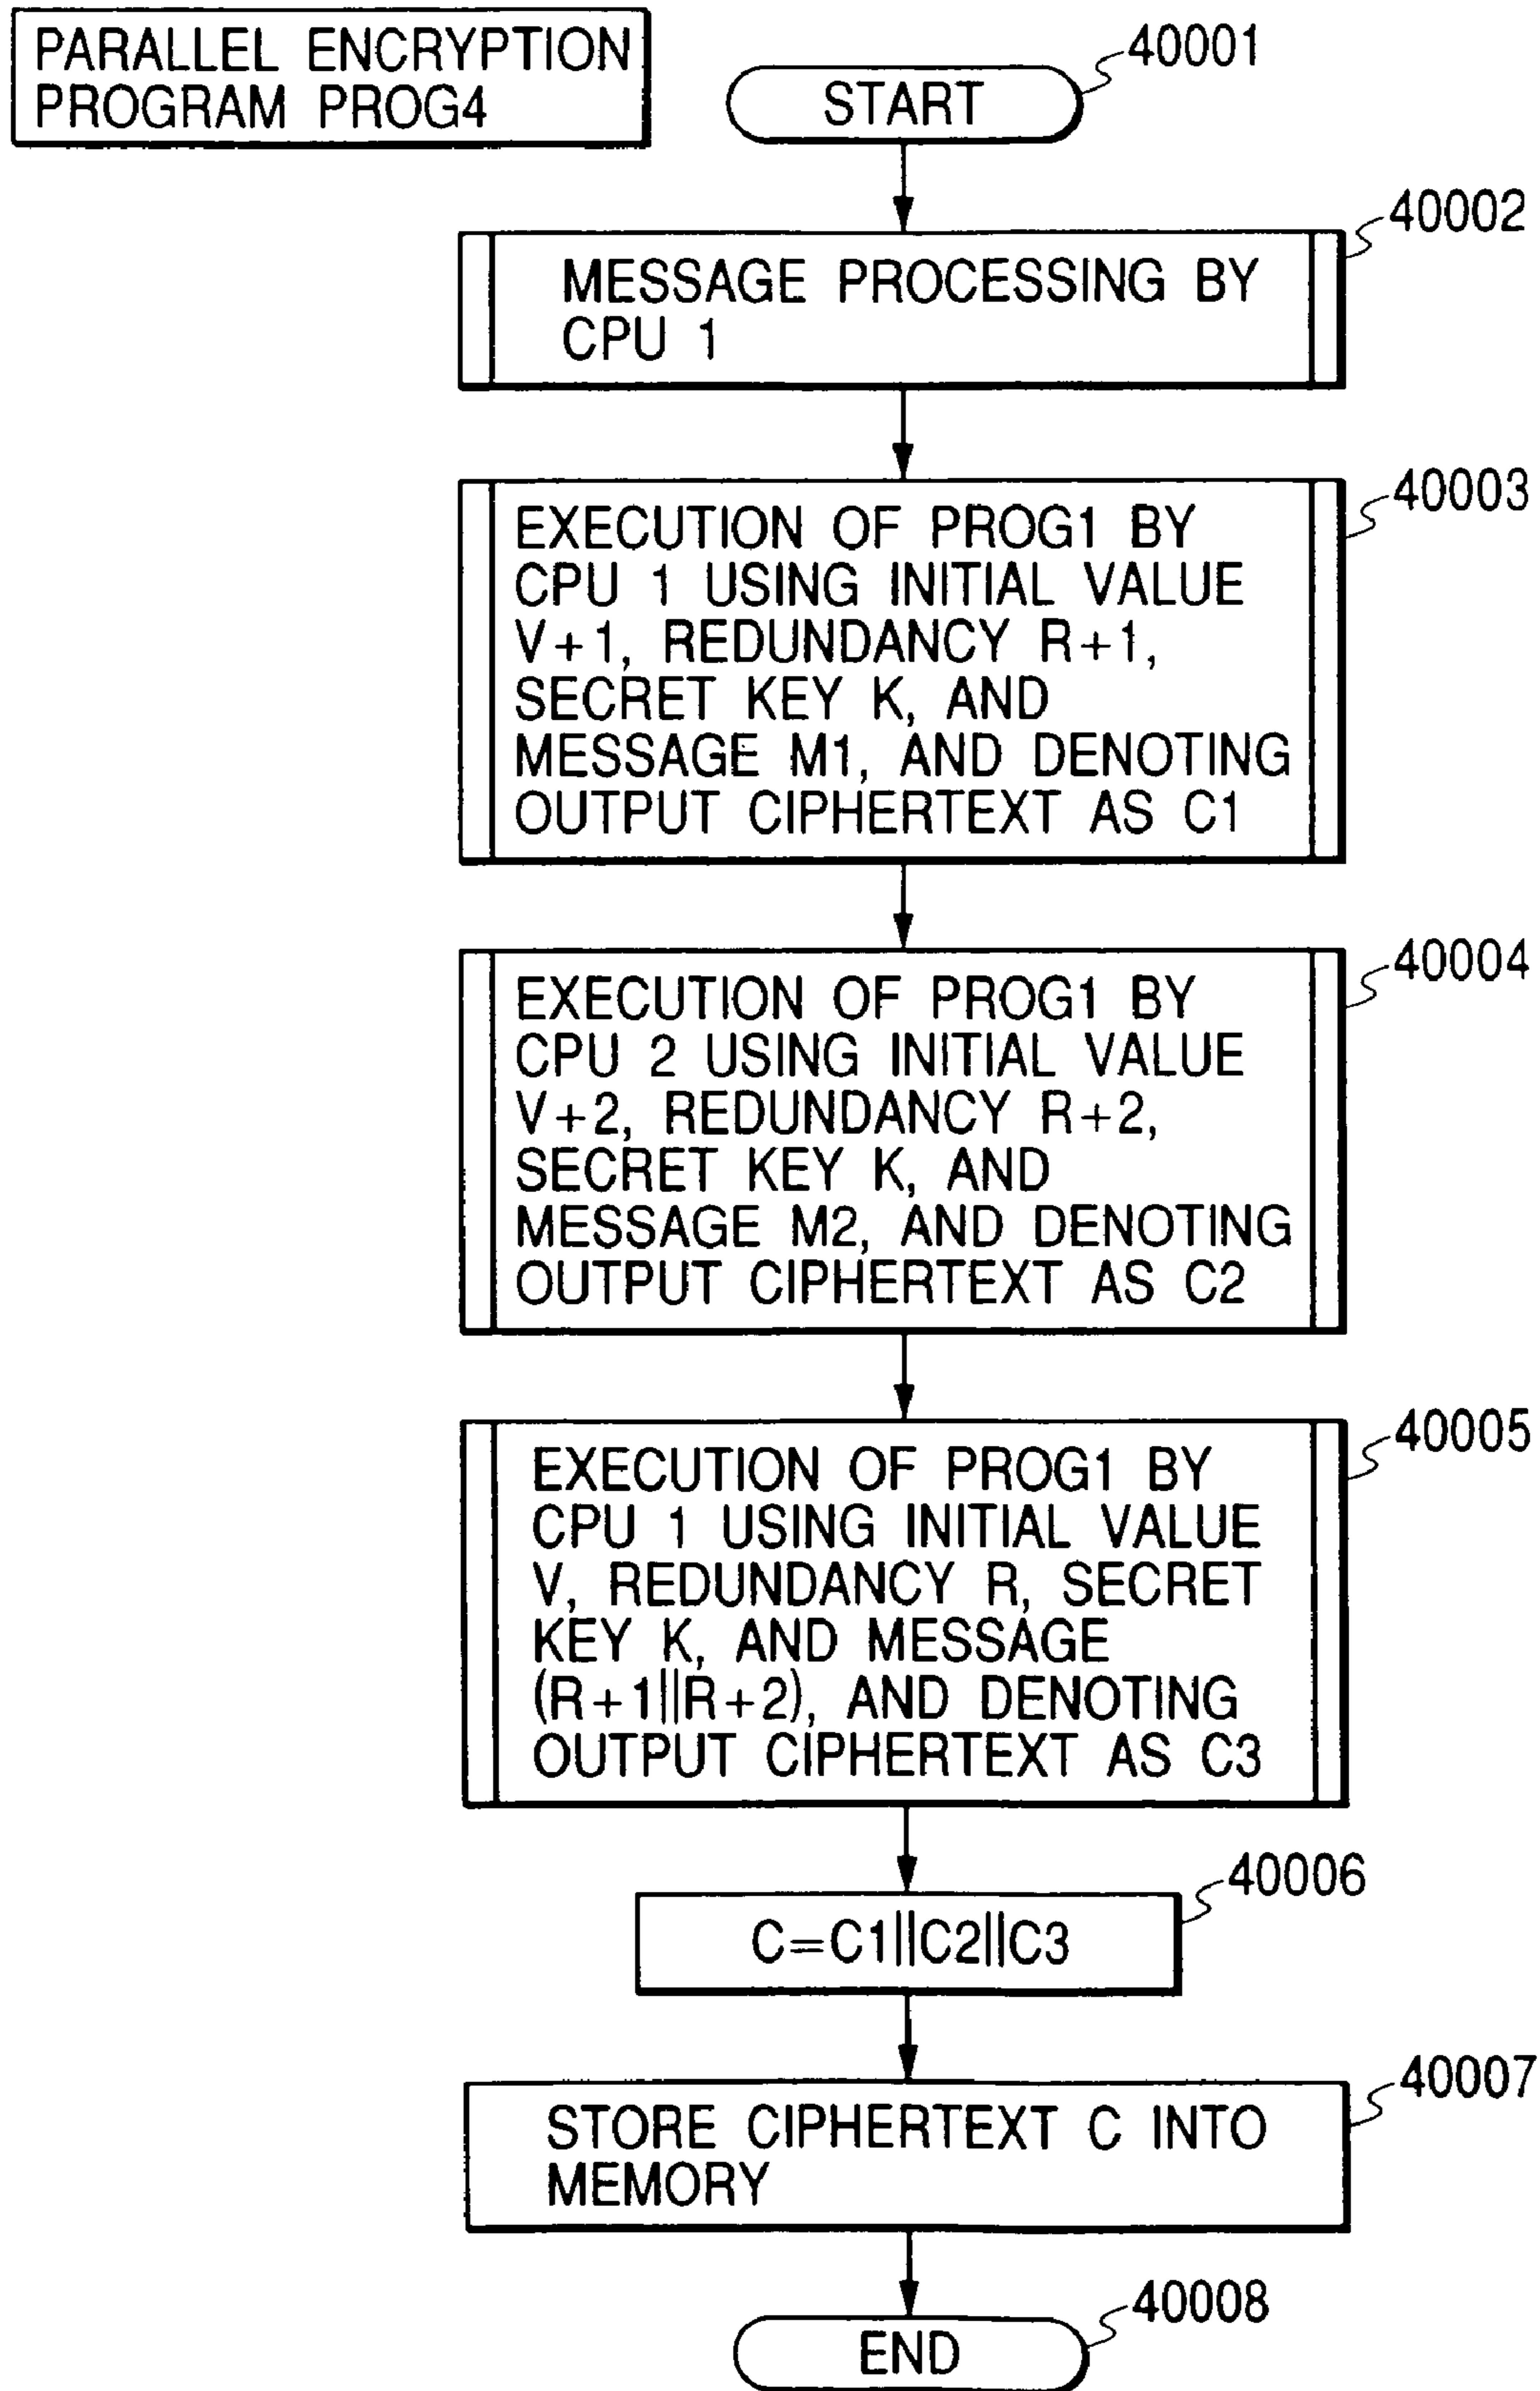 PARALLEL ENCRYPTION
PROGRAM PROG4
START
40001
MESSAGE PROCESSING BY
CPU 1
40002
EXECUTION OF PROG1 BY
CPU 1 USING INITIAL VALUE
V+1, REDUNDANCY R+1,
SECRET KEY K, AND
MESSAGE M1, AND DENOTING
OUTPUT CIPHERTEXT AS C1
40003
EXECUTION OF PROG1 BY
CPU 2 USING INITIAL VALUE
V+2, REDUNDANCY R+2,
SECRET KEY K, AND
MESSAGE M2, AND DENOTING
OUTPUT CIPHERTEXT AS C2
40004
EXECUTION OF PROG1 BY
CPU 1 USING INITIAL VALUE
V, REDUNDANCY R, SECRET
KEY K, AND MESSAGE
(R+1||R+2), AND DENOTING
OUTPUT CIPHERTEXT AS C3
40005
C=C1||C2||C3
40006
STORE CIPHERTEXT C INTO
MEMORY
40007
END
40008